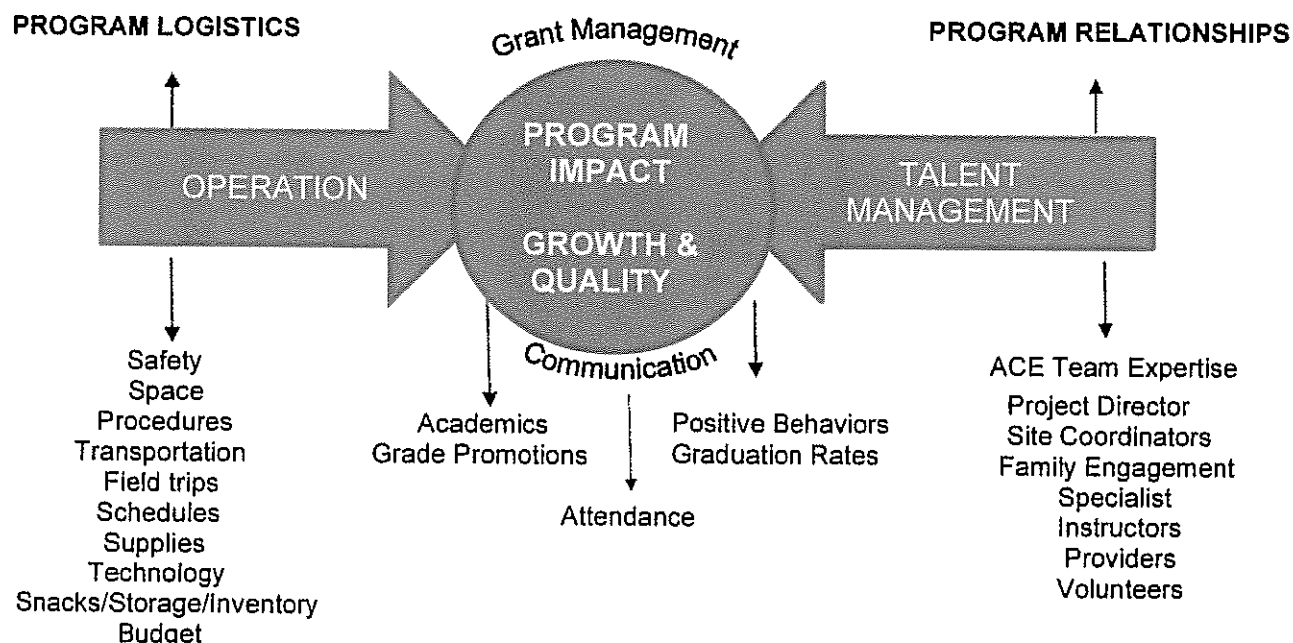 PROGRAM LOGISTICS
Grant Management
PROGRAM RELATIONSHIPS
OPERATION
PROGRAM
IMPACT
GROWTH &
QUALITY
TALENT
MANAGEMENT
Communication
Safety
Space
Procedures
Transportation
Field trips
Schedules
Supplies
Technology
Snacks/Storage/Inventory
Budget
Academics
Grade Promotions
Attendance
Positive Behaviors
Graduation Rates
ACE Team Expertise
Project Director
Site Coordinators
Family Engagement
Specialist
Instructors
Providers
Volunteers